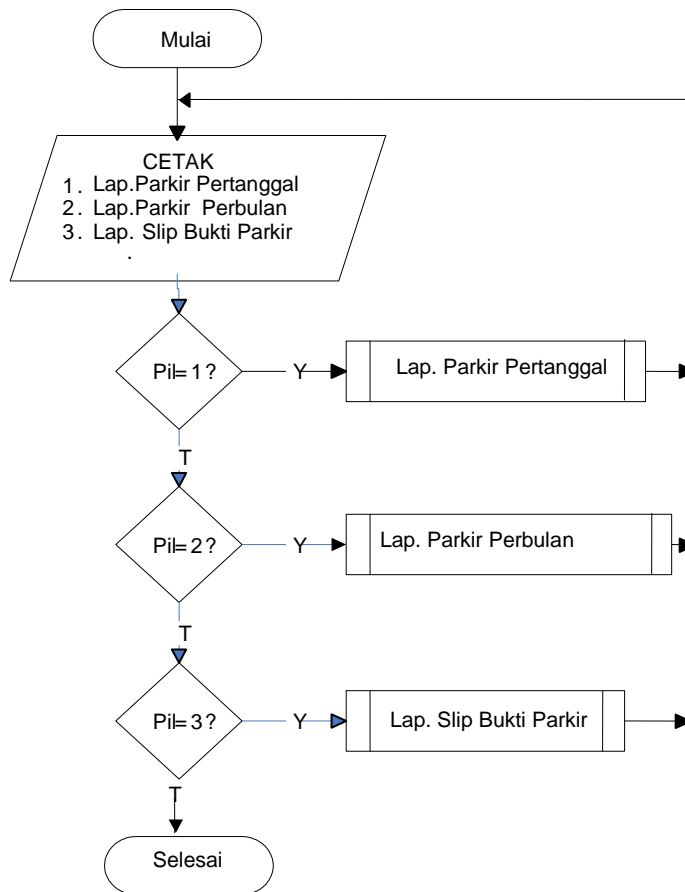 Mulai
CETAK
1. Lap.Parkir Pertanggal
2. Lap.Parkir Perbulan
3. Lap. Slip Bukti Parkir
.
Pil=1?
Y
Lap. Parkir Pertanggal
T
Pil=2?
Y
Lap. Parkir Perbulan
T
Pil=3?
Y
Lap. Slip Bukti Parkir
T
Selesai